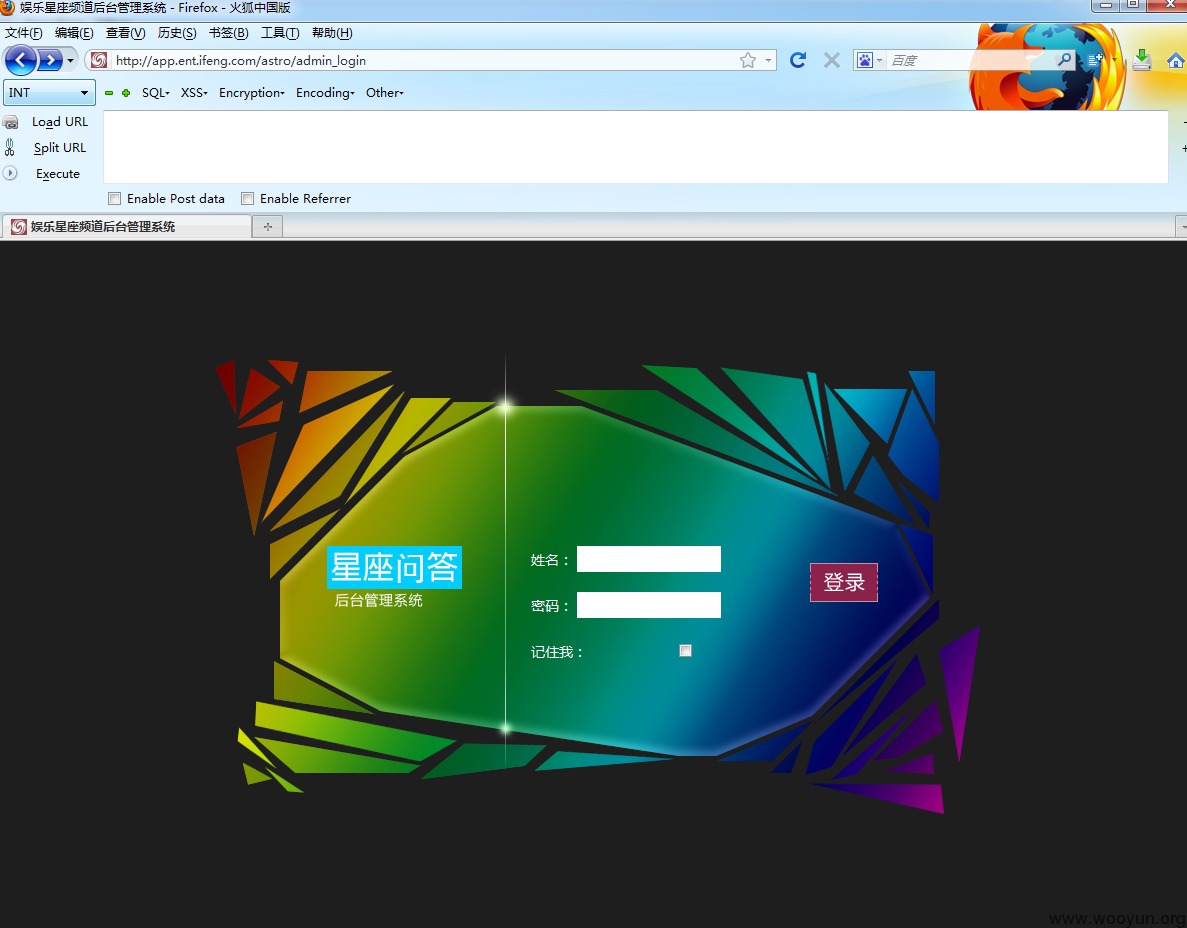 娱乐星座频道后台管理系统 - Firefox - 火狐中国版
文件(F) 编辑(E) 查看(V) 历史(S) 书签(B) 工具(T) 帮助(H)
http://app.ent.ifeng.com/astro/admin_login 百度
INT SQL XSS Encryption Encoding Other
Load URL
Split URL
Execute
Enable Post data Enable Referrer
娱乐星座频道后台管理系统
星座问答
后台管理系统
姓名：
密码：
记住我：
登录
www.wooyun.org